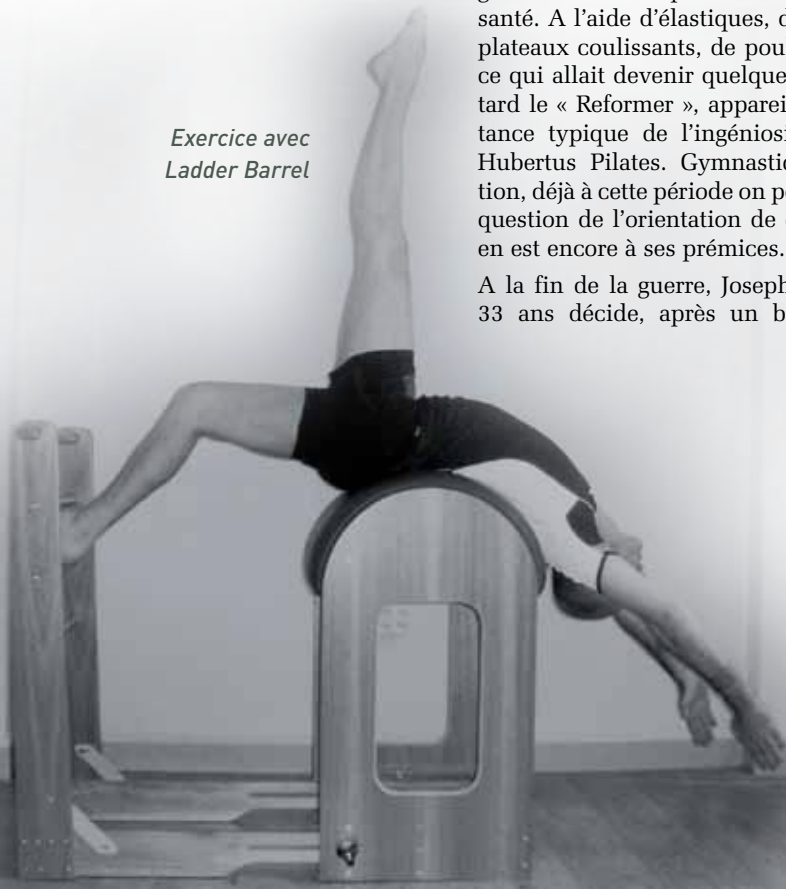 Exercice avec
Ladder Barrel
santé. A l’aide d’élastiques, d
plateaux coulissants, de pou
ce qui allait devenir quelque
tard le « Reformer », apparei
tance typique de l’ingéniosi
Hubertus Pilates. Gymnastiq
tion, déjà à cette période on p
question de l’orientation de
en est encore à ses prémices.
A la fin de la guerre, Joseph
33 ans décide, après un b